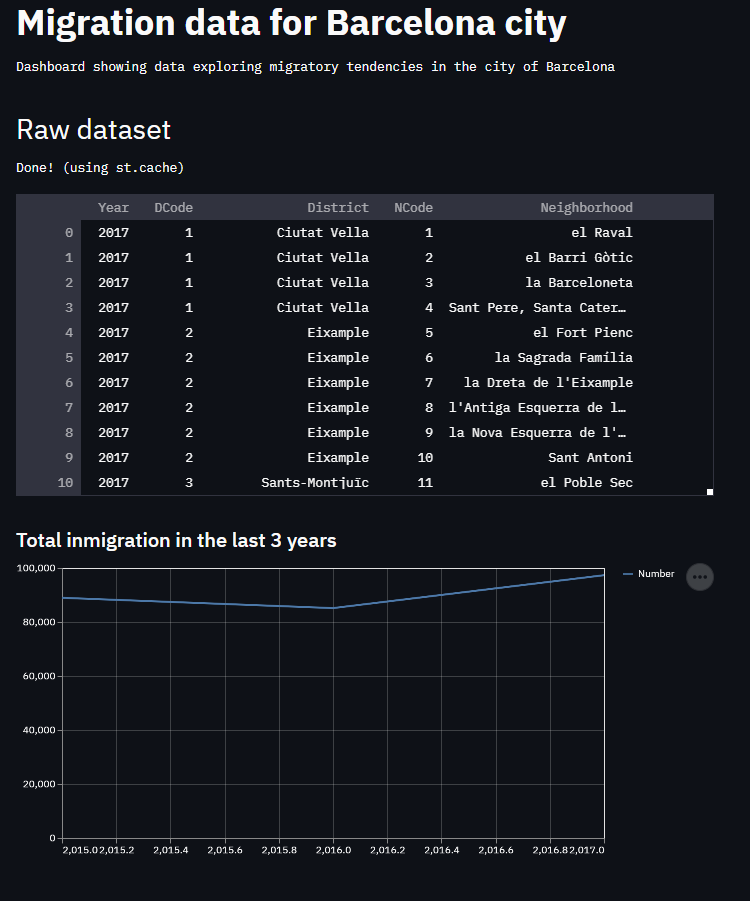 Migration data for Barcelona city
Dashboard showing data exploring migratory tendencies in the city of Barcelona
Raw dataset
Done! (using st.cache)
Year DCode District NCode Neighborhood
0 2017 1 Ciutat Vella 1 el Raval
1 2017 1 Ciutat Vella 2 el Barri Gòtic
2 2017 1 Ciutat Vella 3 la Barceloneta
3 2017 1 Ciutat Vella 4 Sant Pere, Santa Cater…
4 2017 2 Eixample 5 el Fort Pienc
5 2017 2 Eixample 6 la Sagrada Família
6 2017 2 Eixample 7 la Dreta de l'Eixample
7 2017 2 Eixample 8 l'Antiga Esquerra de l…
8 2017 2 Eixample 9 la Nova Esquerra de l'…
9 2017 2 Eixample 10 Sant Antoni
10 2017 3 Sants-Montjuïc 11 el Poble Sec
Total inmigration in the last 3 years
100,000
Number
80,000
60,000
40,000
20,000
0
2,015.0 2,015.2 2,015.4 2,015.6 2,015.8 2,016.0 2,016.2 2,016.4 2,016.6 2,016.8 2,017.0